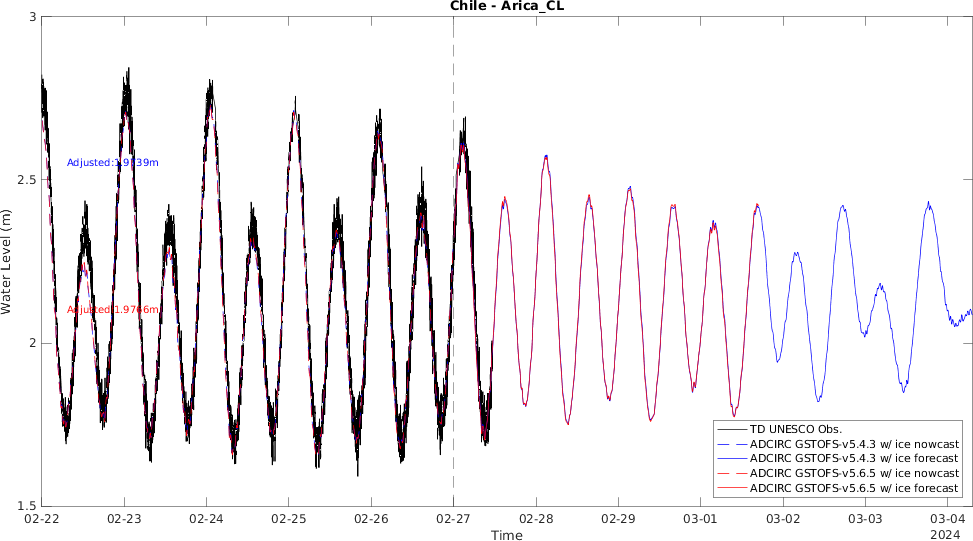 Chile - Arica_CL
3
2.5
2
1.5
Water Level (m)
Adjusted:1.9739m
Adjusted:1.9766m
TD UNESCO Obs.
ADCIRC GSTOFS-v5.4.3 w/ ice nowcast
ADCIRC GSTOFS-v5.4.3 w/ ice forecast
ADCIRC GSTOFS-v5.6.5 w/ ice nowcast
ADCIRC GSTOFS-v5.6.5 w/ ice forecast
02-22 02-23 02-24 02-25 02-26 02-27 02-28 02-29 03-01 03-02 03-03 03-04
Time 2024